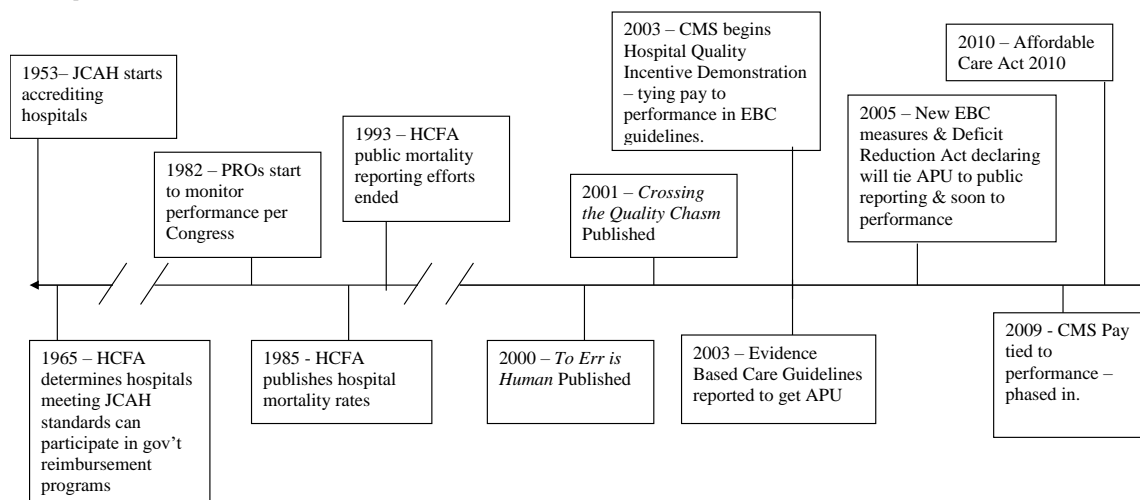 1953– JCAH starts
accrediting
hospitals
1982 – PROs start
to monitor
performance per
Congress
1993 – HCFA
public mortality
reporting efforts
ended
2001 – Crossing
the Quality Chasm
Published
2003 – CMS begins
Hospital Quality
Incentive Demonstration
– tying pay to
performance in EBC
guidelines.
2005 – New EBC
measures & Deficit
Reduction Act declaring
will tie APU to public
reporting & soon to
performance
2010 – Affordable
Care Act 2010
1965 – HCFA
determines hospitals
meeting JCAH
standards can
participate in gov’t
reimbursement
programs
1985 - HCFA
publishes hospital
mortality rates
2000 – To Err is
Human Published
2003 – Evidence
Based Care Guidelines
reported to get APU
2009 - CMS Pay
tied to
performance –
phased in.